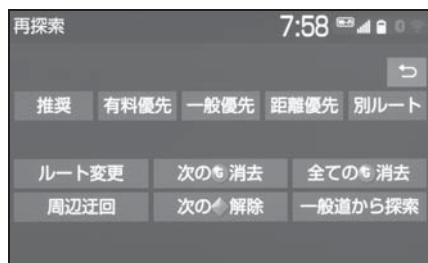 再探索 7:58
推奨 有料優先 一般優先 距離優先 別ルート
ルート変更 次の G 消去 全ての G 消去
周辺迂回 次の 解除 一般道から探索